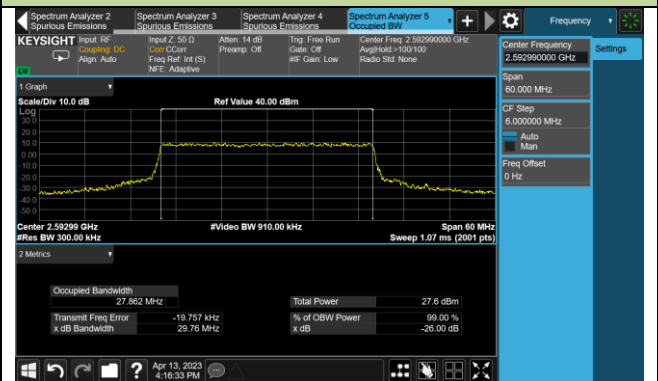 Spectrum Analyzer 2
Spurious Emissions
Spectrum Analyzer 3
Spurious Emissions
Spectrum Analyzer 4
Spurious Emissions
Spectrum Analyzer 5
Occupied BW
Frequency
KEYSIGHT
Input: RF
Coupling: DC
Align: Auto
Input Z: 50 Ω
Corr CCorr
Freq Ref: Int (S)
NFE: Adaptive
Atten: 14 dB
Preamp: Off
Trig: Free Run
Gate: Off
#IF Gain: Low
Center Freq: 2.592990000 GHz
Avg|Hold:>100/100
Radio Std: None
Center Frequency
2.592990000 GHz
Settings
Span
60.000 MHz
CF Step
6.000000 MHz
Auto
Man
Freq Offset
0 Hz
1 Graph
Scale/Div 10.0 dB
Ref Value 40.00 dBm
Log
30.0
20.0
10.0
0.00
-10.0
-20.0
-30.0
-40.0
-50.0
Center 2.59299 GHz
#Video BW 910.00 kHz
Span 60 MHz
#Res BW 300.00 kHz
Sweep 1.07 ms (2001 pts)
2 Metrics
Occupied Bandwidth
27.862 MHz
Total Power
27.6 dBm
Transmit Freq Error
-19.757 kHz
% of OBW Power
99.00 %
x dB Bandwidth
29.76 MHz
x dB
-26.00 dB
Apr 13, 2023
4:16:33 PM